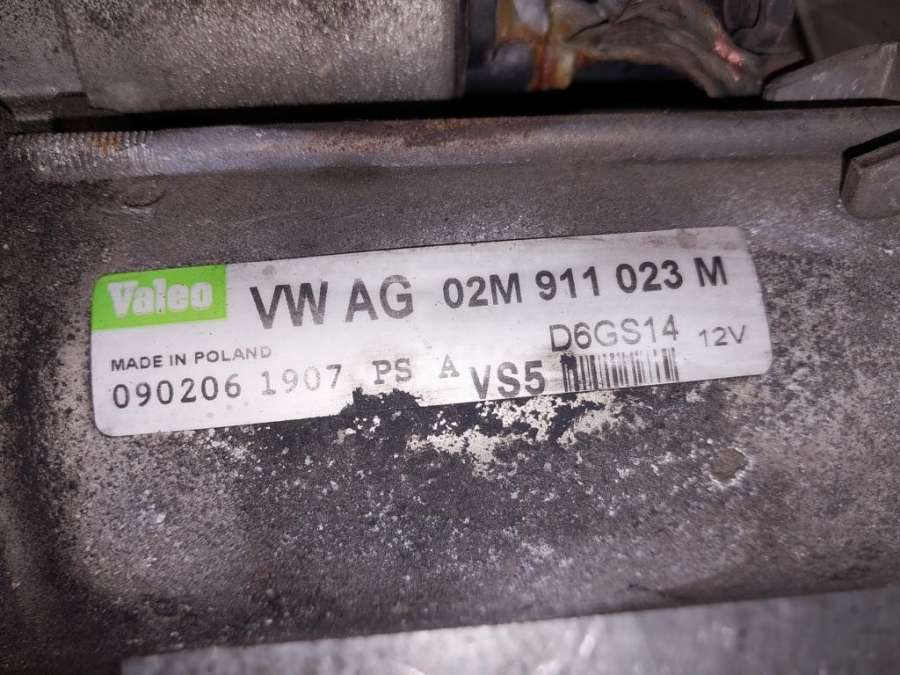 Valeo VW AG 02M 911 023 M
D6GS14 12V
MADE IN POLAND
090206 1907 PS A VS5